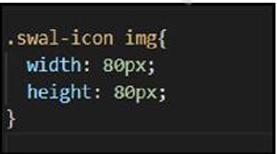 .swal-icon img{
width: 80px;
height: 80px;
}